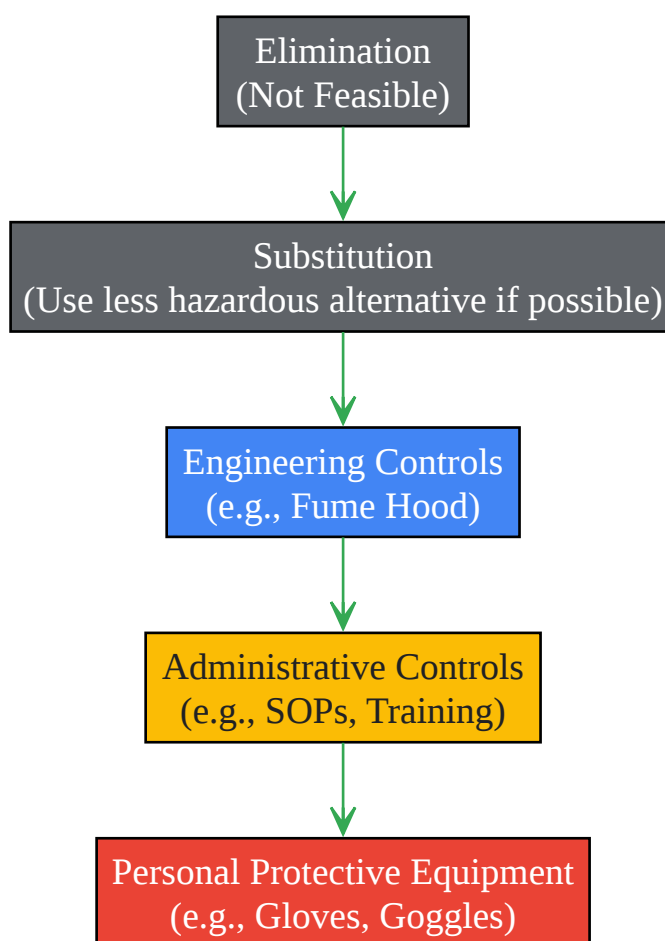 Elimination
(Not Feasible)
Substitution
(Use less hazardous alternative if possible)
Engineering Controls
(e.g., Fume Hood)
Administrative Controls
(e.g., SOPs, Training)
Personal Protective Equipment
(e.g., Gloves, Goggles)